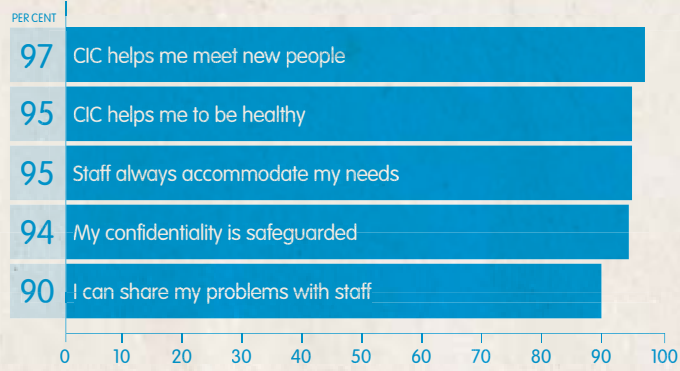 PER CENT
97 CIC helps me meet new people
95 CIC helps me to be healthy
95 Staff always accommodate my needs
94 My confidentiality is safeguarded
90 I can share my problems with staff
0 10 20 30 40 50 60 70 80 90 100